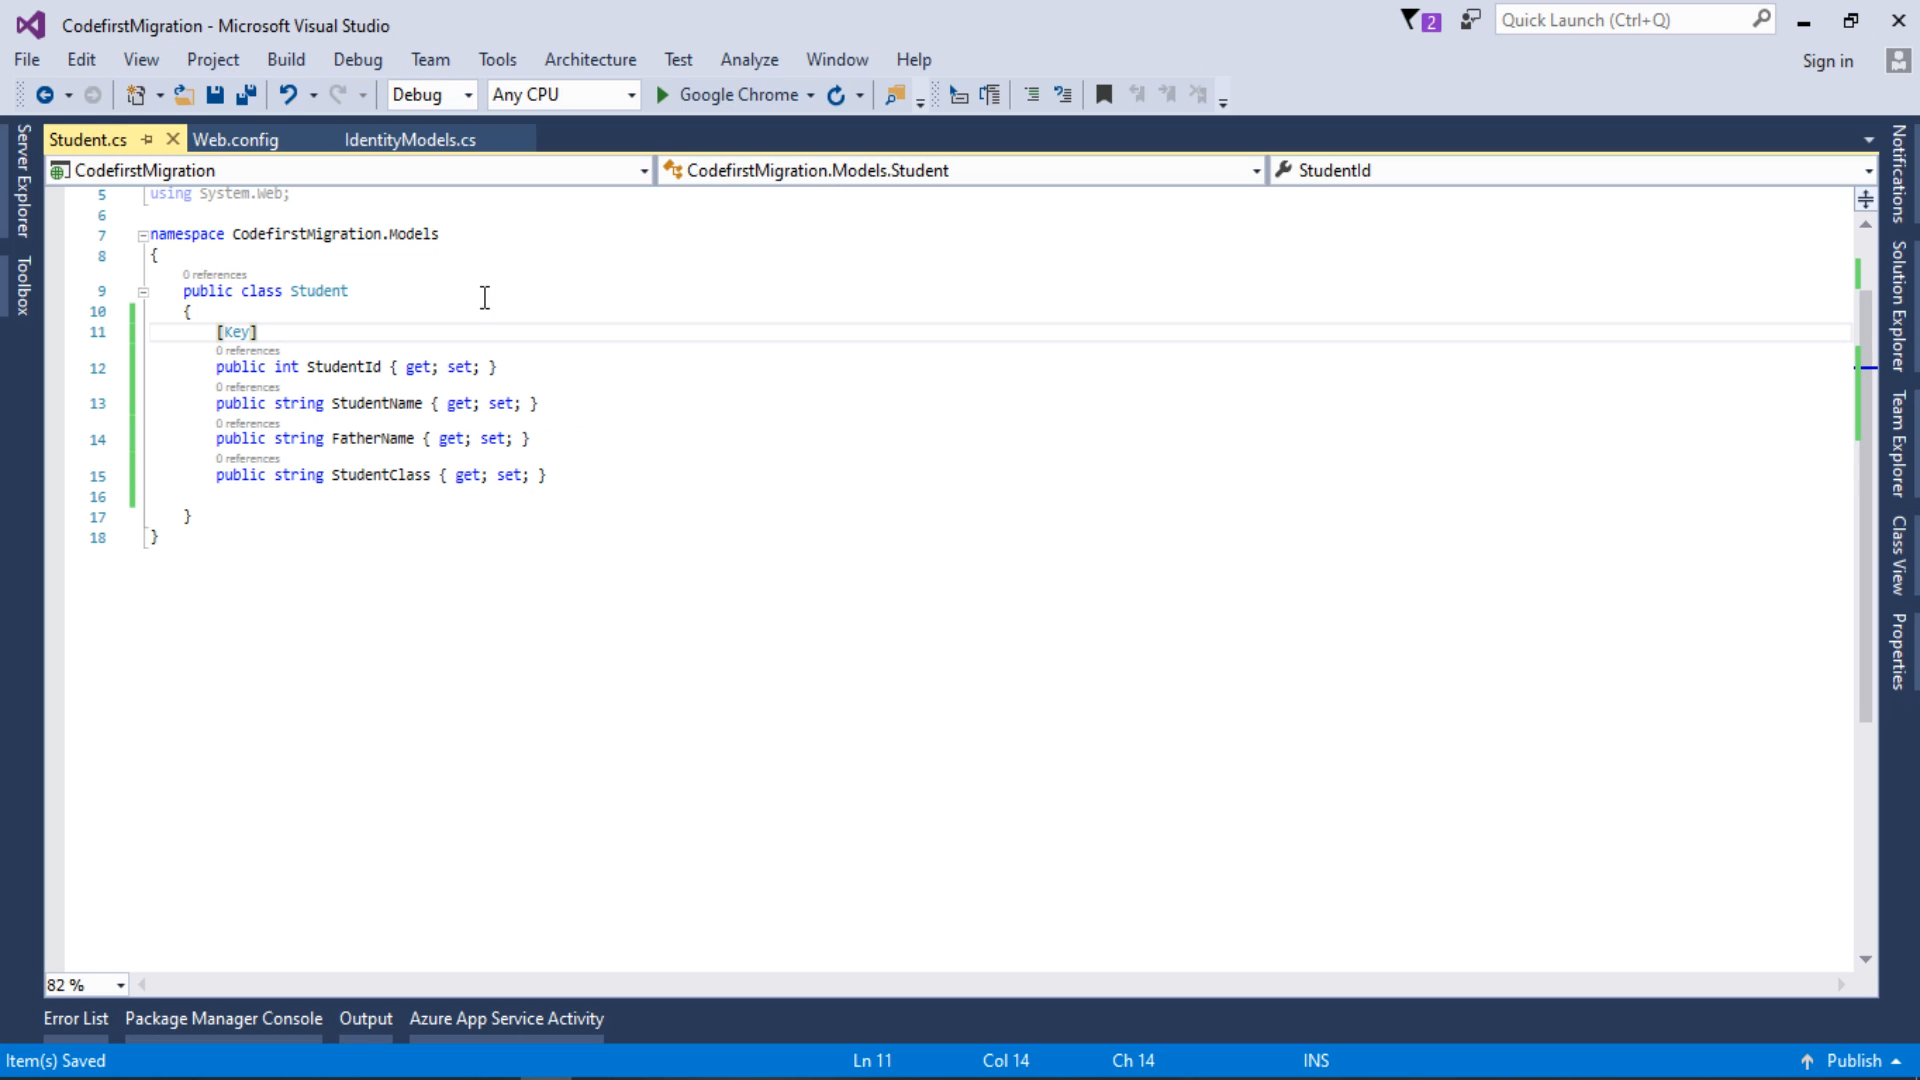 CodefirstMigration - Microsoft Visual Studio
2
Quick Launch (Ctrl+Q)
File Edit View Project Build Debug Team Tools Architecture Test Analyze Window Help
Sign in
Debug Any CPU Google Chrome
Student.cs Web.config IdentityModels.cs
CodefirstMigration CodefirstMigration.Models.Student StudentId
Server Explorer
Toolbox
5 using System.Web;
6
7 namespace CodefirstMigration.Models
8 {
0 references
9 public class Student
10 {
11 [Key]
0 references
12 public int StudentId { get; set; }
0 references
13 public string StudentName { get; set; }
0 references
14 public string FatherName { get; set; }
0 references
15 public string StudentClass { get; set; }
16
17 }
18 }
Notifications
Solution Explorer
Team Explorer
Class View
Properties
82 %
Error List Package Manager Console Output Azure App Service Activity
Item(s) Saved Ln 11 Col 14 Ch 14 INS Publish